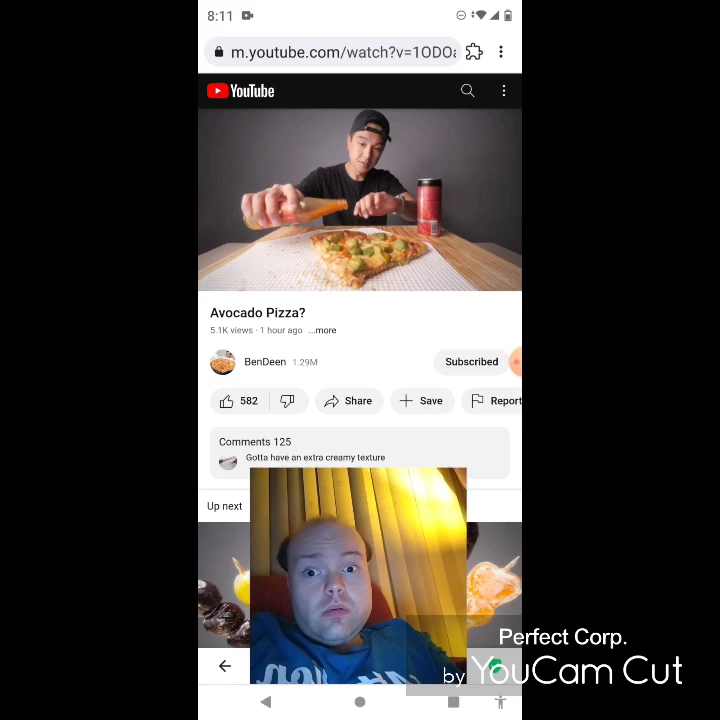 8:11
m.youtube.com/watch?v=1ODOa
YouTube
Avocado Pizza?
5.1K views · 1 hour ago ...more
BenDeen 1.29M
Subscribed
582
Share
Save
Report
Comments 125
Gotta have an extra creamy texture
Up next
Perfect Corp.
by YouCam Cut